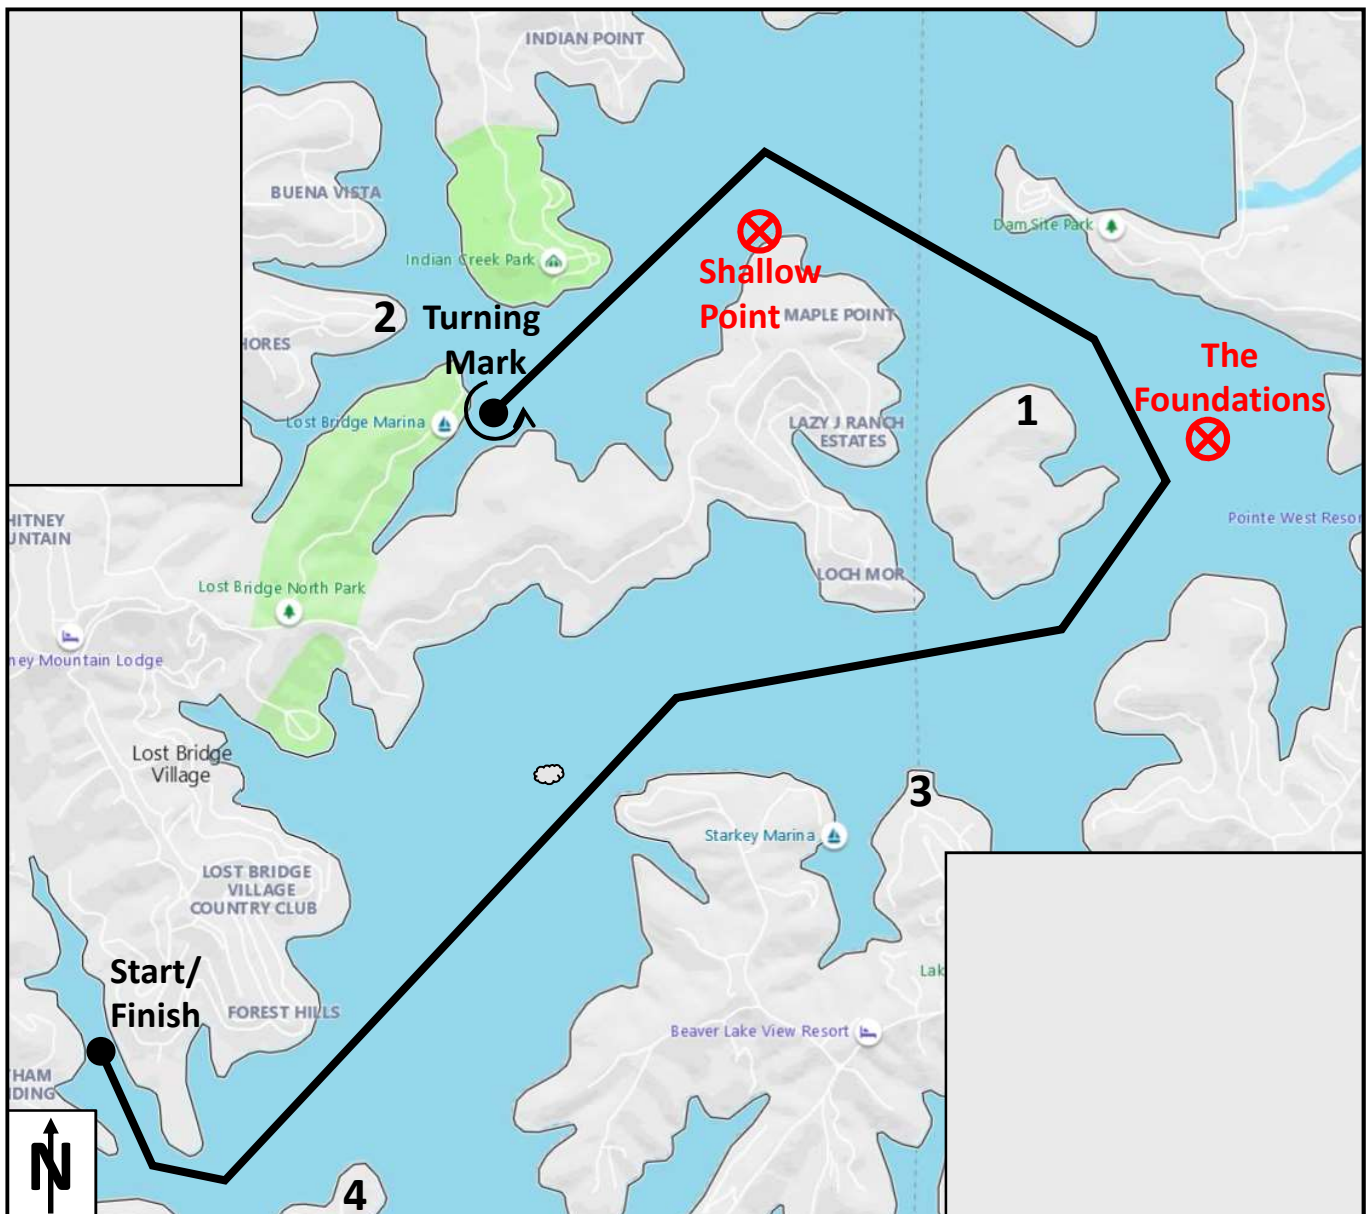 INDIAN POINT
BUENA VISTA
Dam Site Park
Indian Creek Park
Shallow
Point
MAPLE POINT
2
Turning
Mark
HORES
The
Foundations
1
Lost Bridge Marina
LAZY J RANCH
ESTATES
HITNEY
UNTAIN
Pointe West Resor
LOCH MOR
Lost Bridge North Park
ney Mountain Lodge
Lost Bridge
Village
3
Starkey Marina
LOST BRIDGE
VILLAGE
COUNTRY CLUB
Start/
Finish
Lak
FOREST HILLS
Beaver Lake View Resort
HAM
DING
N
4